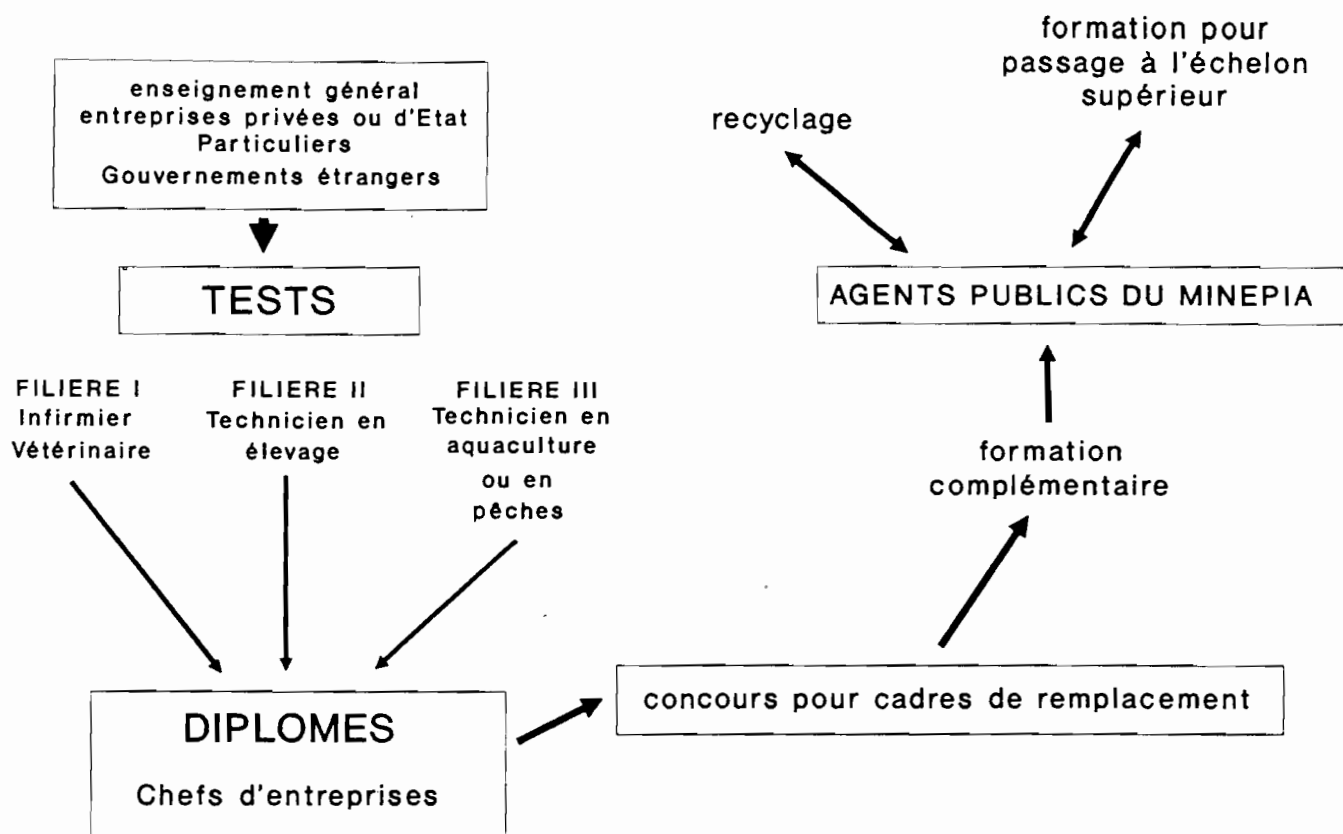 enseignement général
entreprises privées ou d'Etat
Particuliers
Gouvernements étrangers
TESTS
FILIERE I
Infirmier
Vétérinaire
FILIERE II
Technicien en
élevage
FILIERE III
Technicien en
aquaculture
ou en
pêches
DIPLOMES
Chefs d'entreprises
concours pour cadres de remplacement
formation
complémentaire
AGENTS PUBLICS DU MINEPIA
recyclage
formation pour
passage à l'échelon
supérieur